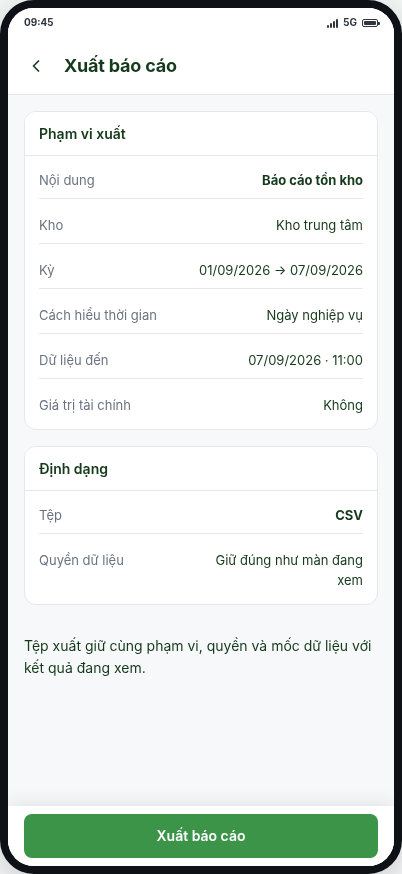 09:45
5G
Xuất báo cáo
Phạm vi xuất
Nội dung
Báo cáo tồn kho
Kho
Kho trung tâm
Kỳ
01/09/2026 → 07/09/2026
Cách hiểu thời gian
Ngày nghiệp vụ
Dữ liệu đến
07/09/2026 · 11:00
Giá trị tài chính
Không
Định dạng
Tệp
CSV
Quyền dữ liệu
Giữ đúng như màn đang
xem
Tệp xuất giữ cùng phạm vi, quyền và mốc dữ liệu với
kết quả đang xem.
Xuất báo cáo